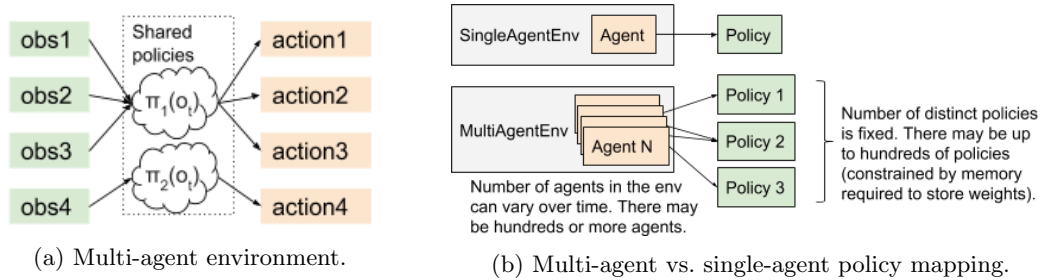 obs1
obs2
obs3
obs4
Shared
policies
π1(ot)
π2(ot)
action1
action2
action3
action4
(a) Multi-agent environment.
SingleAgentEnv
Agent
Policy
MultiAgentEnv
Agent N
Policy 1
Policy 2
Policy 3
Number of agents in the env
can vary over time. There may
be hundreds or more agents.
Number of distinct policies
is fixed. There may be up
to hundreds of policies
(constrained by memory
required to store weights).
(b) Multi-agent vs. single-agent policy mapping.